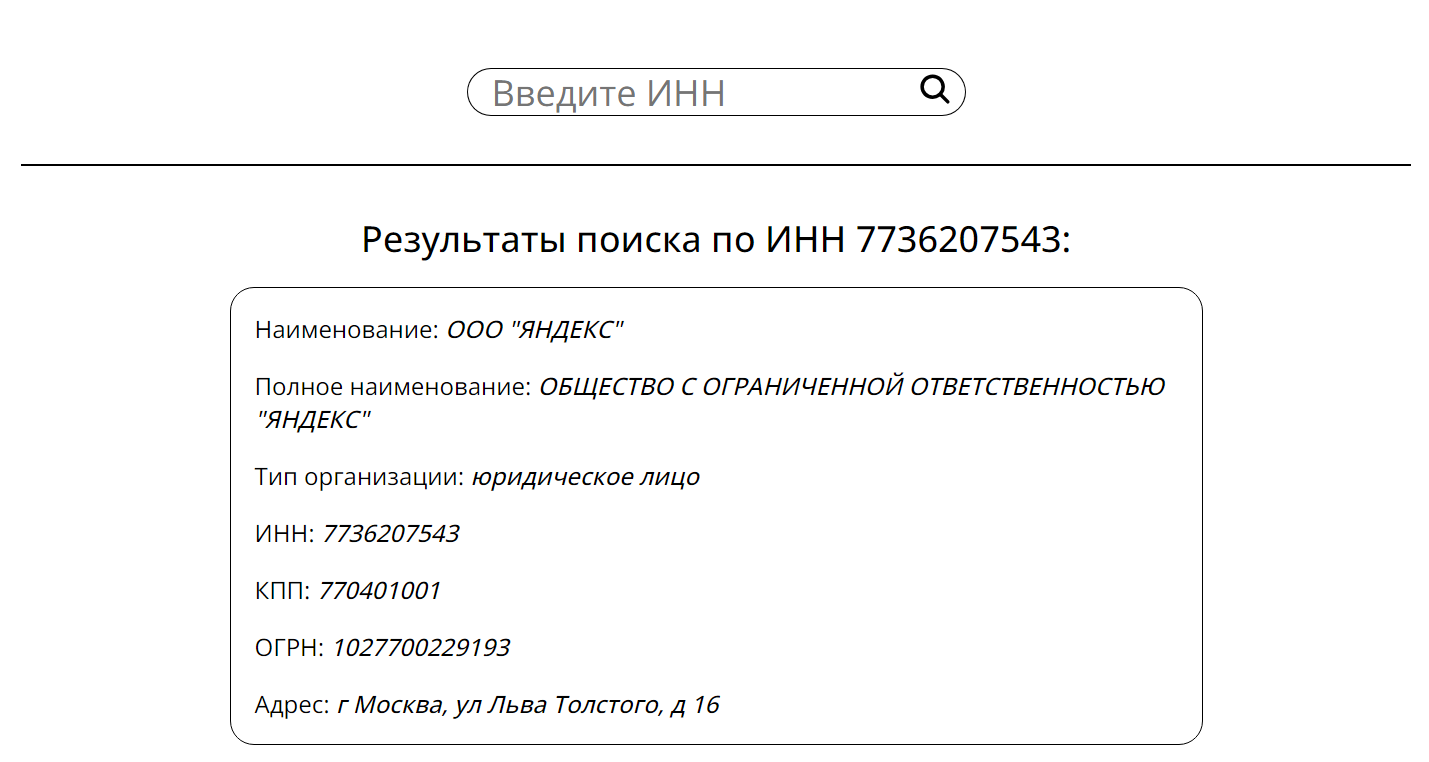 Введите ИНН
Результаты поиска по ИНН 7736207543:
Наименование: ООО "ЯНДЕКС"
Полное наименование: ОБЩЕСТВО С ОГРАНИЧЕННОЙ ОТВЕТСТВЕННОСТЬЮ
"ЯНДЕКС"
Тип организации: юридическое лицо
ИНН: 7736207543
КПП: 770401001
ОГРН: 1027700229193
Адрес: г Москва, ул Льва Толстого, д 16